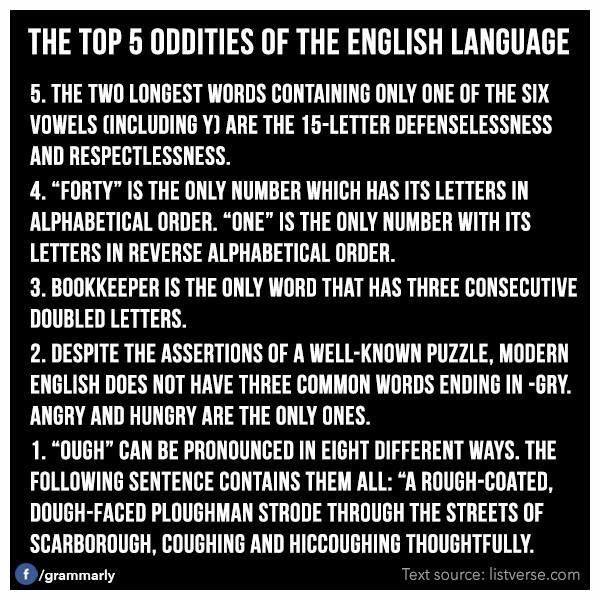 THE TOP 5 ODDITIES OF THE ENGLISH LANGUAGE
5. THE TWO LONGEST WORDS CONTAINING ONLY ONE OF THE SIX
VOWELS (INCLUDING Y) ARE THE 15-LETTER DEFENSELESSNESS
AND RESPECTLESSNESS.
4. “FORTY” IS THE ONLY NUMBER WHICH HAS ITS LETTERS IN
ALPHABETICAL ORDER. “ONE” IS THE ONLY NUMBER WITH ITS
LETTERS IN REVERSE ALPHABETICAL ORDER.
3. BOOKKEEPER IS THE ONLY WORD THAT HAS THREE CONSECUTIVE
DOUBLED LETTERS.
2. DESPITE THE ASSERTIONS OF A WELL-KNOWN PUZZLE, MODERN
ENGLISH DOES NOT HAVE THREE COMMON WORDS ENDING IN -GRY.
ANGRY AND HUNGRY ARE THE ONLY ONES.
1. “OUGH” CAN BE PRONOUNCED IN EIGHT DIFFERENT WAYS. THE
FOLLOWING SENTENCE CONTAINS THEM ALL: “A ROUGH-COATED,
DOUGH-FACED PLOUGHMAN STRODE THROUGH THE STREETS OF
SCARBOROUGH, COUGHING AND HICCOUGHING THOUGHTFULLY.
f /grammarly
Text source: listverse.com